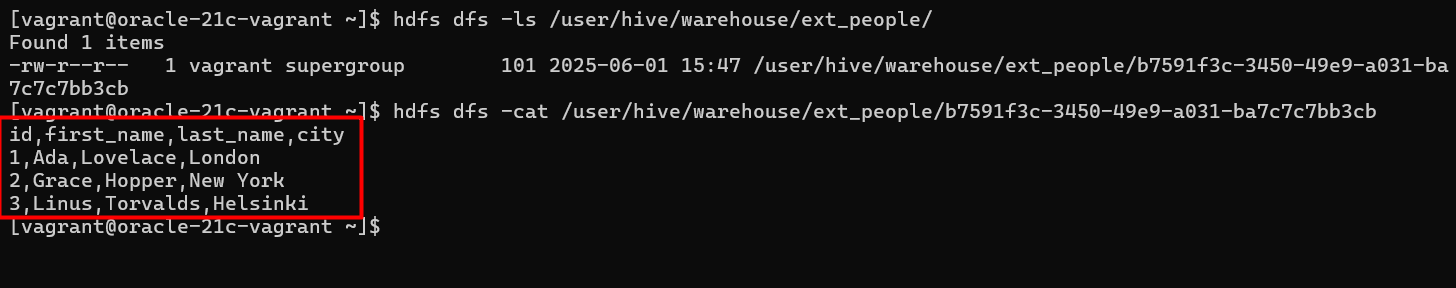 [vagrant@oracle-21c-vagrant ~]$ hdfs dfs -ls /user/hive/warehouse/ext_people/
Found 1 items
-rw-r--r--   1 vagrant supergroup        101 2025-06-01 15:47 /user/hive/warehouse/ext_people/b7591f3c-3450-49e9-a031-ba
7c7c7bb3cb
[vagrant@oracle-21c-vagrant ~]$ hdfs dfs -cat /user/hive/warehouse/ext_people/b7591f3c-3450-49e9-a031-ba7c7c7bb3cb
id,first_name,last_name,city
1,Ada,Lovelace,London
2,Grace,Hopper,New York
3,Linus,Torvalds,Helsinki
[vagrant@oracle-21c-vagrant ~]$